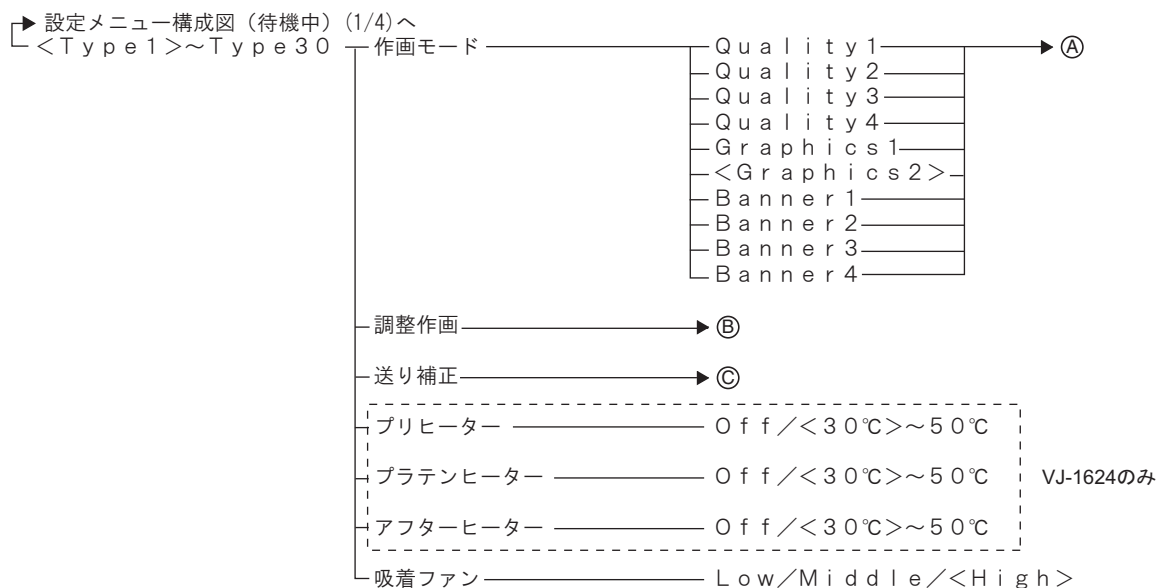 設定メニュー構成図（待機中）(1/4)へ
<Type1>～Type30 作画モード Quality1 Ⓐ
Quality2
Quality3
Quality4
Graphics1
<Graphics2>
Banner1
Banner2
Banner3
Banner4
調整作画 Ⓑ
送り補正 Ⓒ
プリヒーター Off／<30℃>～50℃
プラテンヒーター Off／<30℃>～50℃ VJ-1624のみ
アフターヒーター Off／<30℃>～50℃
吸着ファン Low／Middle／<High>